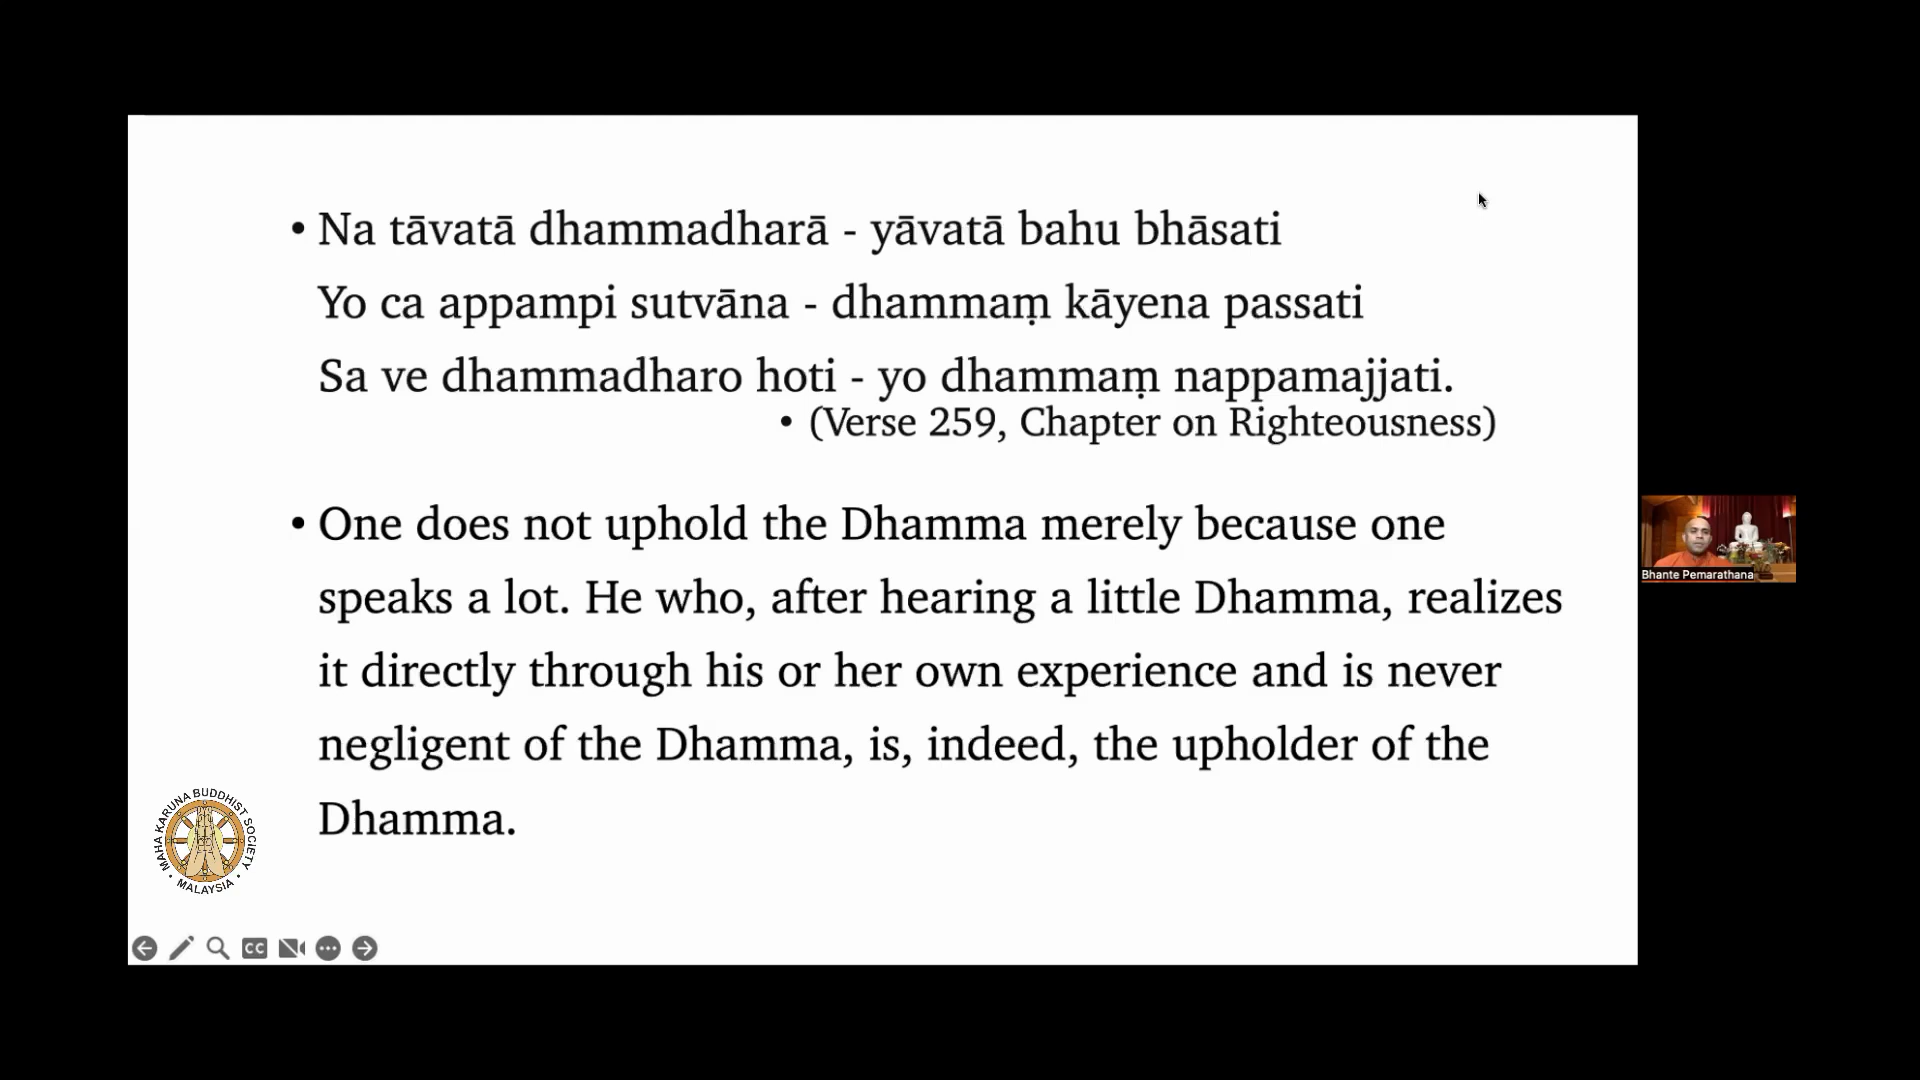 • Na tāvatā dhammadharā - yāvatā bahu bhāsati
Yo ca appampi sutvāna - dhammaṃ kāyena passati
Sa ve dhammadharo hoti - yo dhammaṃ nappamajjati.
• (Verse 259, Chapter on Righteousness)
• One does not uphold the Dhamma merely because one
speaks a lot. He who, after hearing a little Dhamma, realizes
it directly through his or her own experience and is never
negligent of the Dhamma, is, indeed, the upholder of the
Dhamma.
MAHA KARUNA BUDDHIST SOCIETY
• MALAYSIA •
CC
Bhante Pemarathana